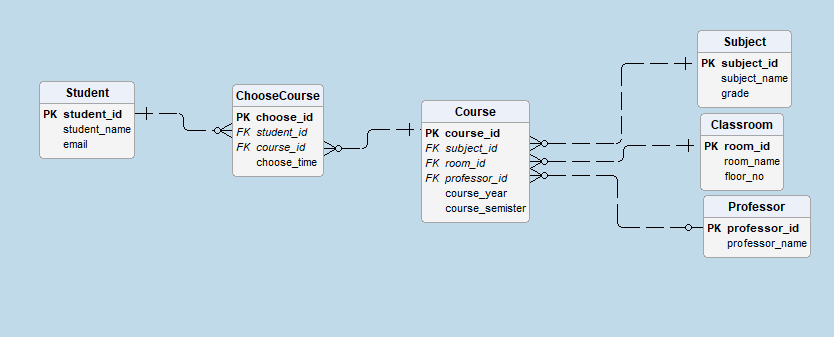 Student
PK student_id
student_name
email
ChooseCourse
PK choose_id
FK student_id
FK course_id
choose_time
Course
PK course_id
FK subject_id
FK room_id
FK professor_id
course_year
course_semister
Subject
PK subject_id
subject_name
grade
Classroom
PK room_id
room_name
floor_no
Professor
PK professor_id
professor_name